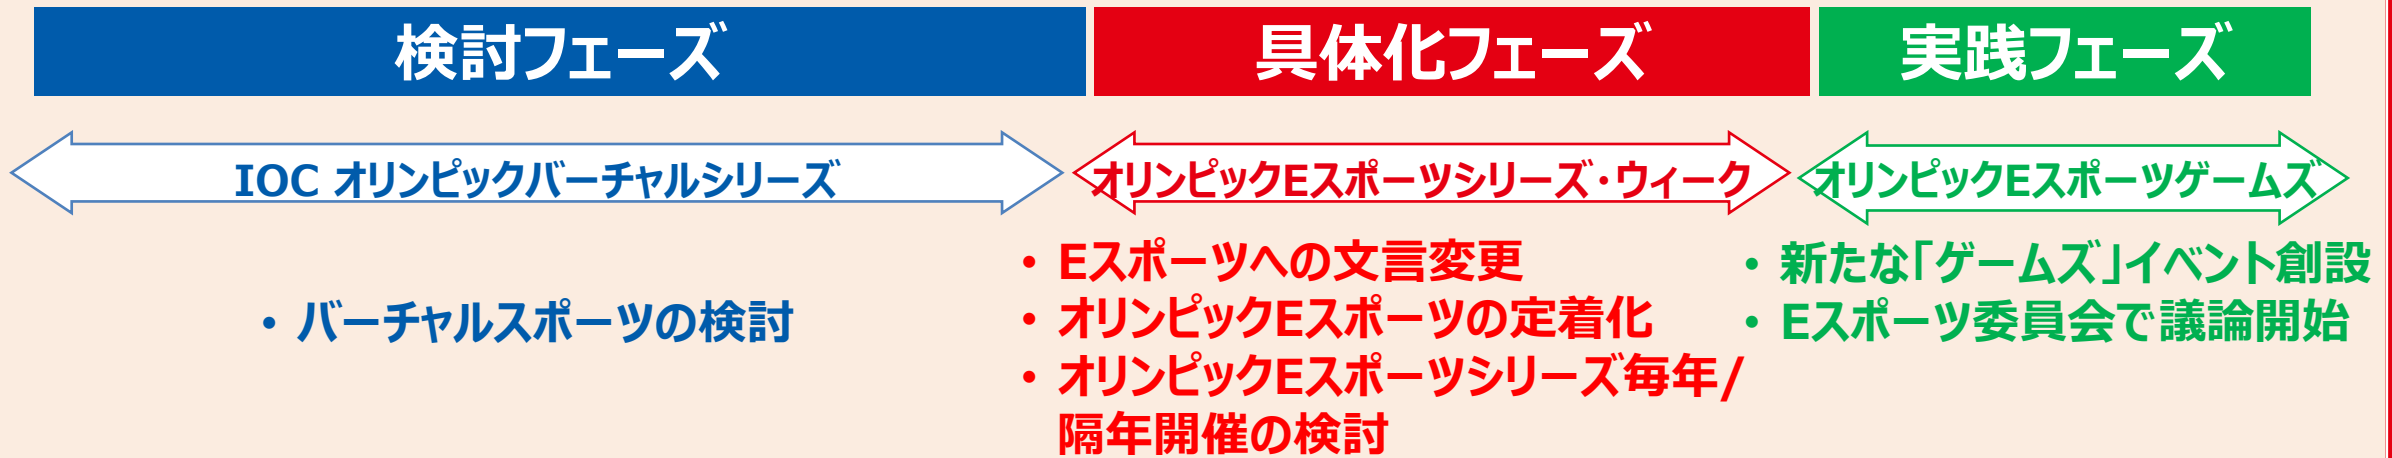 検討フェーズ
具体化フェーズ
実践フェーズ
IOC オリンピックバーチャルシリーズ
オリンピックEスポーツシリーズ・ウィーク
オリンピックEスポーツゲームズ
• バーチャルスポーツの検討
• Eスポーツへの文言変更
• オリンピックEスポーツの定着化
• オリンピックEスポーツシリーズ毎年/
隔年開催の検討
• 新たな「ゲームズ」イベント創設
• Eスポーツ委員会で議論開始